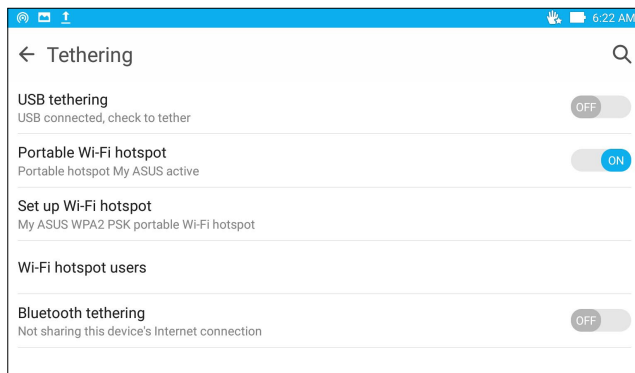 6:22 AM
Tethering
USB tethering
OFF
USB connected, check to tether
Portable Wi-Fi hotspot
ON
Portable hotspot My ASUS active
Set up Wi-Fi hotspot
My ASUS WPA2 PSK portable Wi-Fi hotspot
Wi-Fi hotspot users
Bluetooth tethering
OFF
Not sharing this device's Internet connection